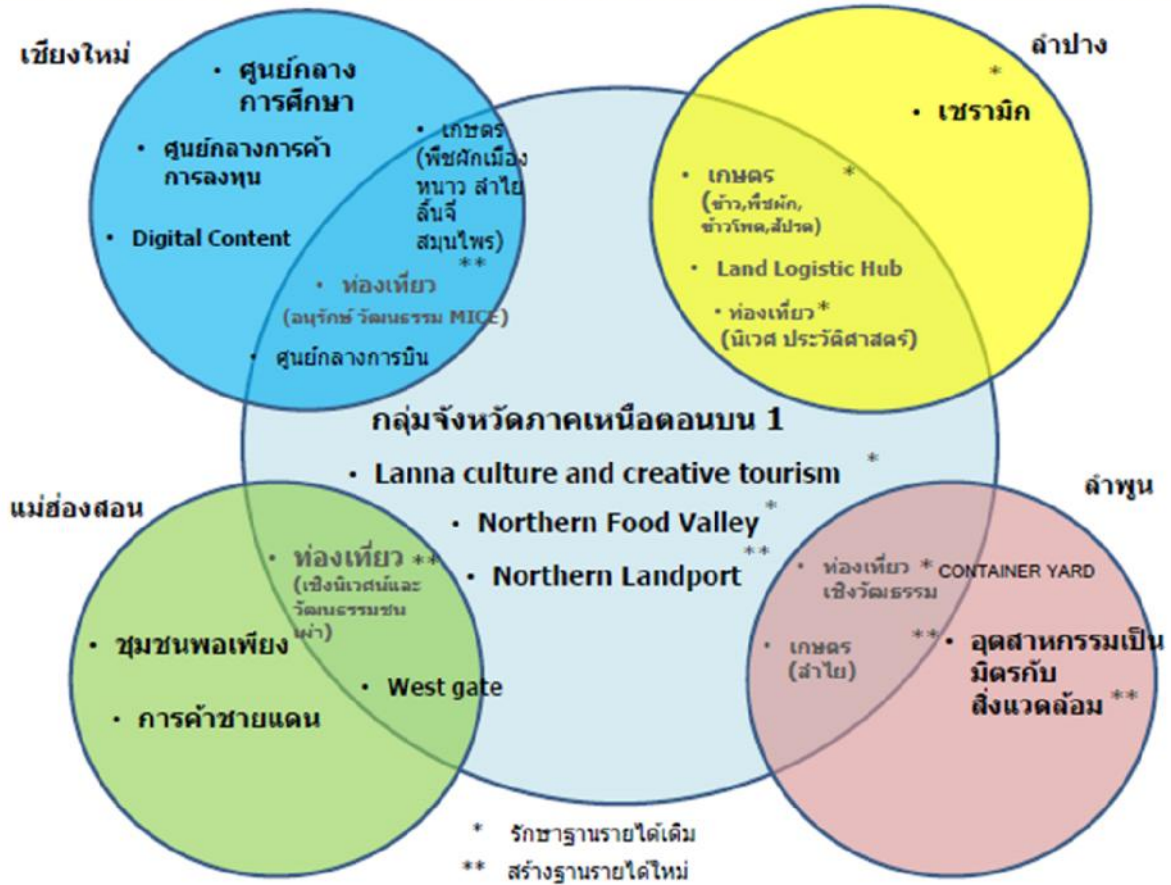 เชียงใหม่
• ศูนย์กลาง
การศึกษา
• ศูนย์กลางการค้า
การลงทุน
• Digital Content
• เกษตร
(พืชผักเมือง
หนาว ลำไย
ลิ้นจี่
สมุนไพร)
**
• ท่องเที่ยว
(อนุรักษ์ วัฒนธรรม MICE)
• ศูนย์กลางการบิน
ลำปาง
*
• เซรามิก
• เกษตร *
(ข้าว,พืชผัก,
ข้าวโพด,สัปรด)
• Land Logistic Hub
• ท่องเที่ยว *
(นิเวศ ประวัติศาสตร์)
กลุ่มจังหวัดภาคเหนือตอนบน 1
• Lanna culture and creative tourism *
• Northern Food Valley *
• Northern Landport **
แม่ฮ่องสอน
• ท่องเที่ยว **
(เชิงนิเวศน์และ
วัฒนธรรมชน
เผ่า)
• ชุมชนพอเพียง
• West gate
• การค้าชายแดน
ลำพูน
• ท่องเที่ยว *
เชิงวัฒธรรม
CONTAINER YARD
• เกษตร **
(ลำไย)
• อุตสาหกรรมเป็น
มิตรกับ
สิ่งแวดล้อม **
* รักษาฐานรายได้เดิม
** สร้างฐานรายได้ใหม่